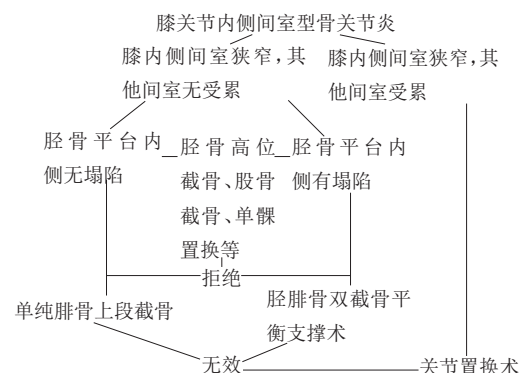 膝关节内侧间室型骨关节炎
膝内侧间室狭窄,其
他间室无受累
膝内侧间室狭窄,其
他间室受累
胫骨平台内
侧无塌陷
胫骨高位
截骨、股骨
截骨、单髁
置换等
胫骨平台内
侧有塌陷
拒绝
单纯腓骨上段截骨
胫腓骨双截骨平
衡支撑术
无效
关节置换术